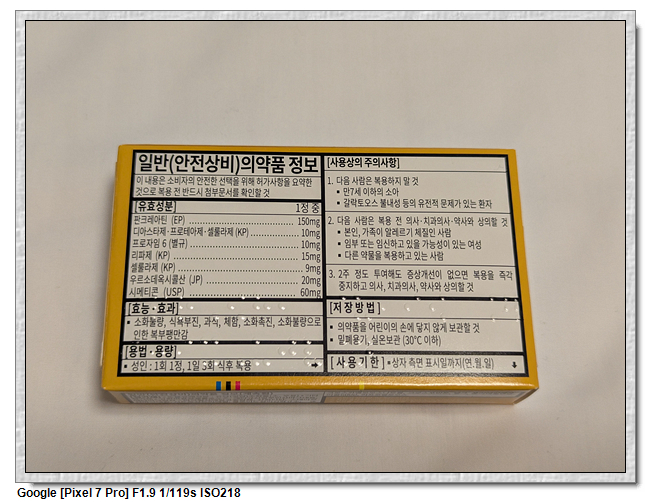 일반(안전상비)의약품 정보
이 내용은 소비자의 안전한 선택을 위해 허가사항을 요약한
것으로 복용 전 반드시 첨부문서를 확인할 것
[유효성분] 1정 중
판크레아틴 (EP) 150mg
디아스타제·프로테아제·셀룰라제 (KP) 10mg
프로자임 6 (별규) 10mg
리파제 (KP) 15mg
셀룰라제 (KP) 9mg
우르소데옥시콜산 (JP) 20mg
시메티콘 (USP) 60mg
[효능·효과]
▪ 소화불량, 식욕부진, 과식, 체함, 소화촉진, 소화불량으로
인한 복부팽만감
[용법·용량]
▪ 성인 : 1회 1정, 1일 3회 식후 복용 ➡
[사용상의 주의사항]
1. 다음 사람은 복용하지 말 것
▪ 만7세 이하의 소아
▪ 갈락토오스 불내성 등의 유전적 문제가 있는 환자
2. 다음 사람은 복용 전 의사·치과의사·약사와 상의할 것
▪ 본인, 가족이 알레르기 체질인 사람
▪ 임부 또는 임신하고 있을 가능성이 있는 여성
▪ 다른 약물을 복용하고 있는 사람
3. 2주 정도 투여해도 증상개선이 없으면 복용을 즉각
중지하고 의사, 치과의사, 약사와 상의할 것
[저장방법]
▪ 의약품을 어린이의 손에 닿지 않게 보관할 것
▪ 밀폐용기, 실온보관 (30℃ 이하)
[사용기한] ▪상자 측면 표시일까지(연.월.일) ⬇
Google [Pixel 7 Pro] F1.9 1/119s ISO218